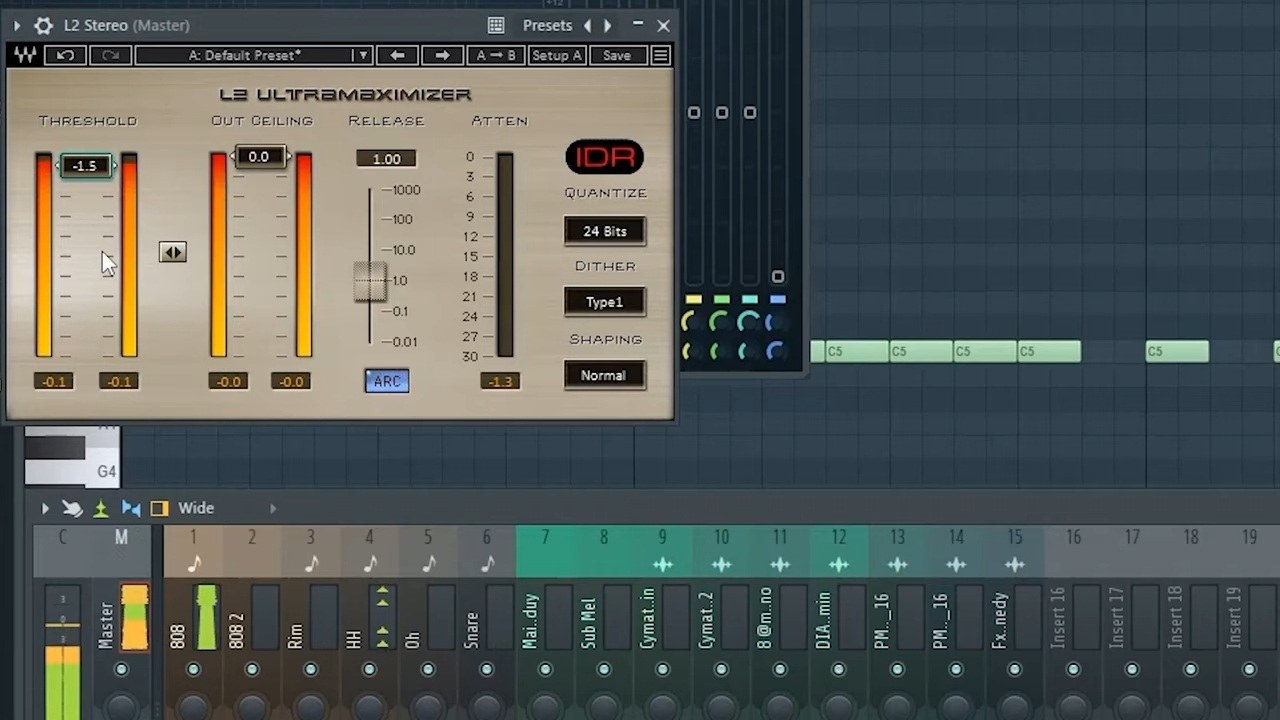 L2 Stereo (Master)
Presets
A: Default Preset*
A → B
Setup A
Save
L2 ULTRAMAXIMIZER
THRESHOLD
OUT CEILING
RELEASE
ATTEN
-1.5
0.0
1.00
0
IDR
1000
3
6
QUANTIZE
100
9
24 Bits
12
10.0
15
DITHER
1.0
18
21
Type1
0.1
24
27
SHAPING
0.01
30
C5
C5
C5
C5
C5
Normal
-0.1
-0.1
-0.0
-0.0
ARC
-1.3
G4
Wide
C
M
1
2
3
4
5
6
7
8
9
10
11
12
13
14
15
16
17
18
19
3
0
3
Master
808
808 2
Rim
HH
Oh
Snare
Mai..duy
Sub Mel
Cymat..in
Cymat..2
8 @m..no
DIA..min
PM.._16
PM.._16
Fx..nedy
Insert 16
Insert 17
Insert 18
Insert 19